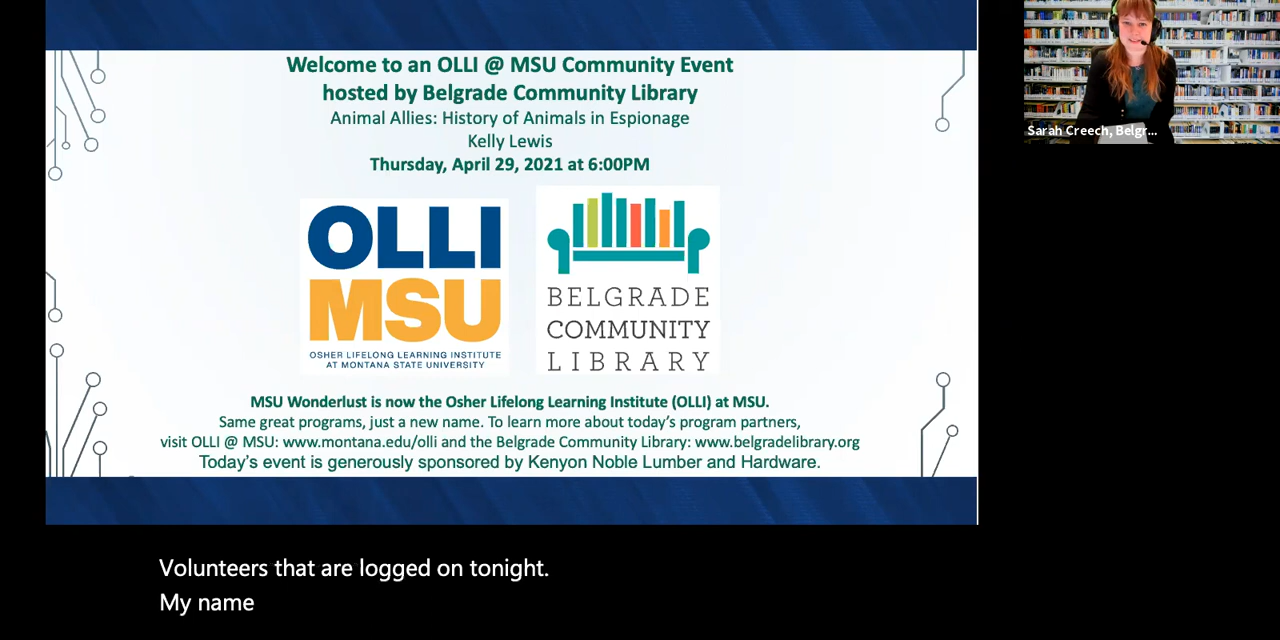 Welcome to an OLLI @ MSU Community Event
hosted by Belgrade Community Library
Animal Allies: History of Animals in Espionage
Kelly Lewis
Thursday, April 29, 2021 at 6:00PM
OLLI
MSU
OSHER LIFELONG LEARNING INSTITUTE
AT MONTANA STATE UNIVERSITY
BELGRADE
COMMUNITY
LIBRARY
MSU Wonderlust is now the Osher Lifelong Learning Institute (OLLI) at MSU.
Same great programs, just a new name. To learn more about today's program partners,
visit OLLI @ MSU: www.montana.edu/olli and the Belgrade Community Library: www.belgradelibrary.org
Today's event is generously sponsored by Kenyon Noble Lumber and Hardware.
Sarah Creech, Belgr...
Volunteers that are logged on tonight.
My name